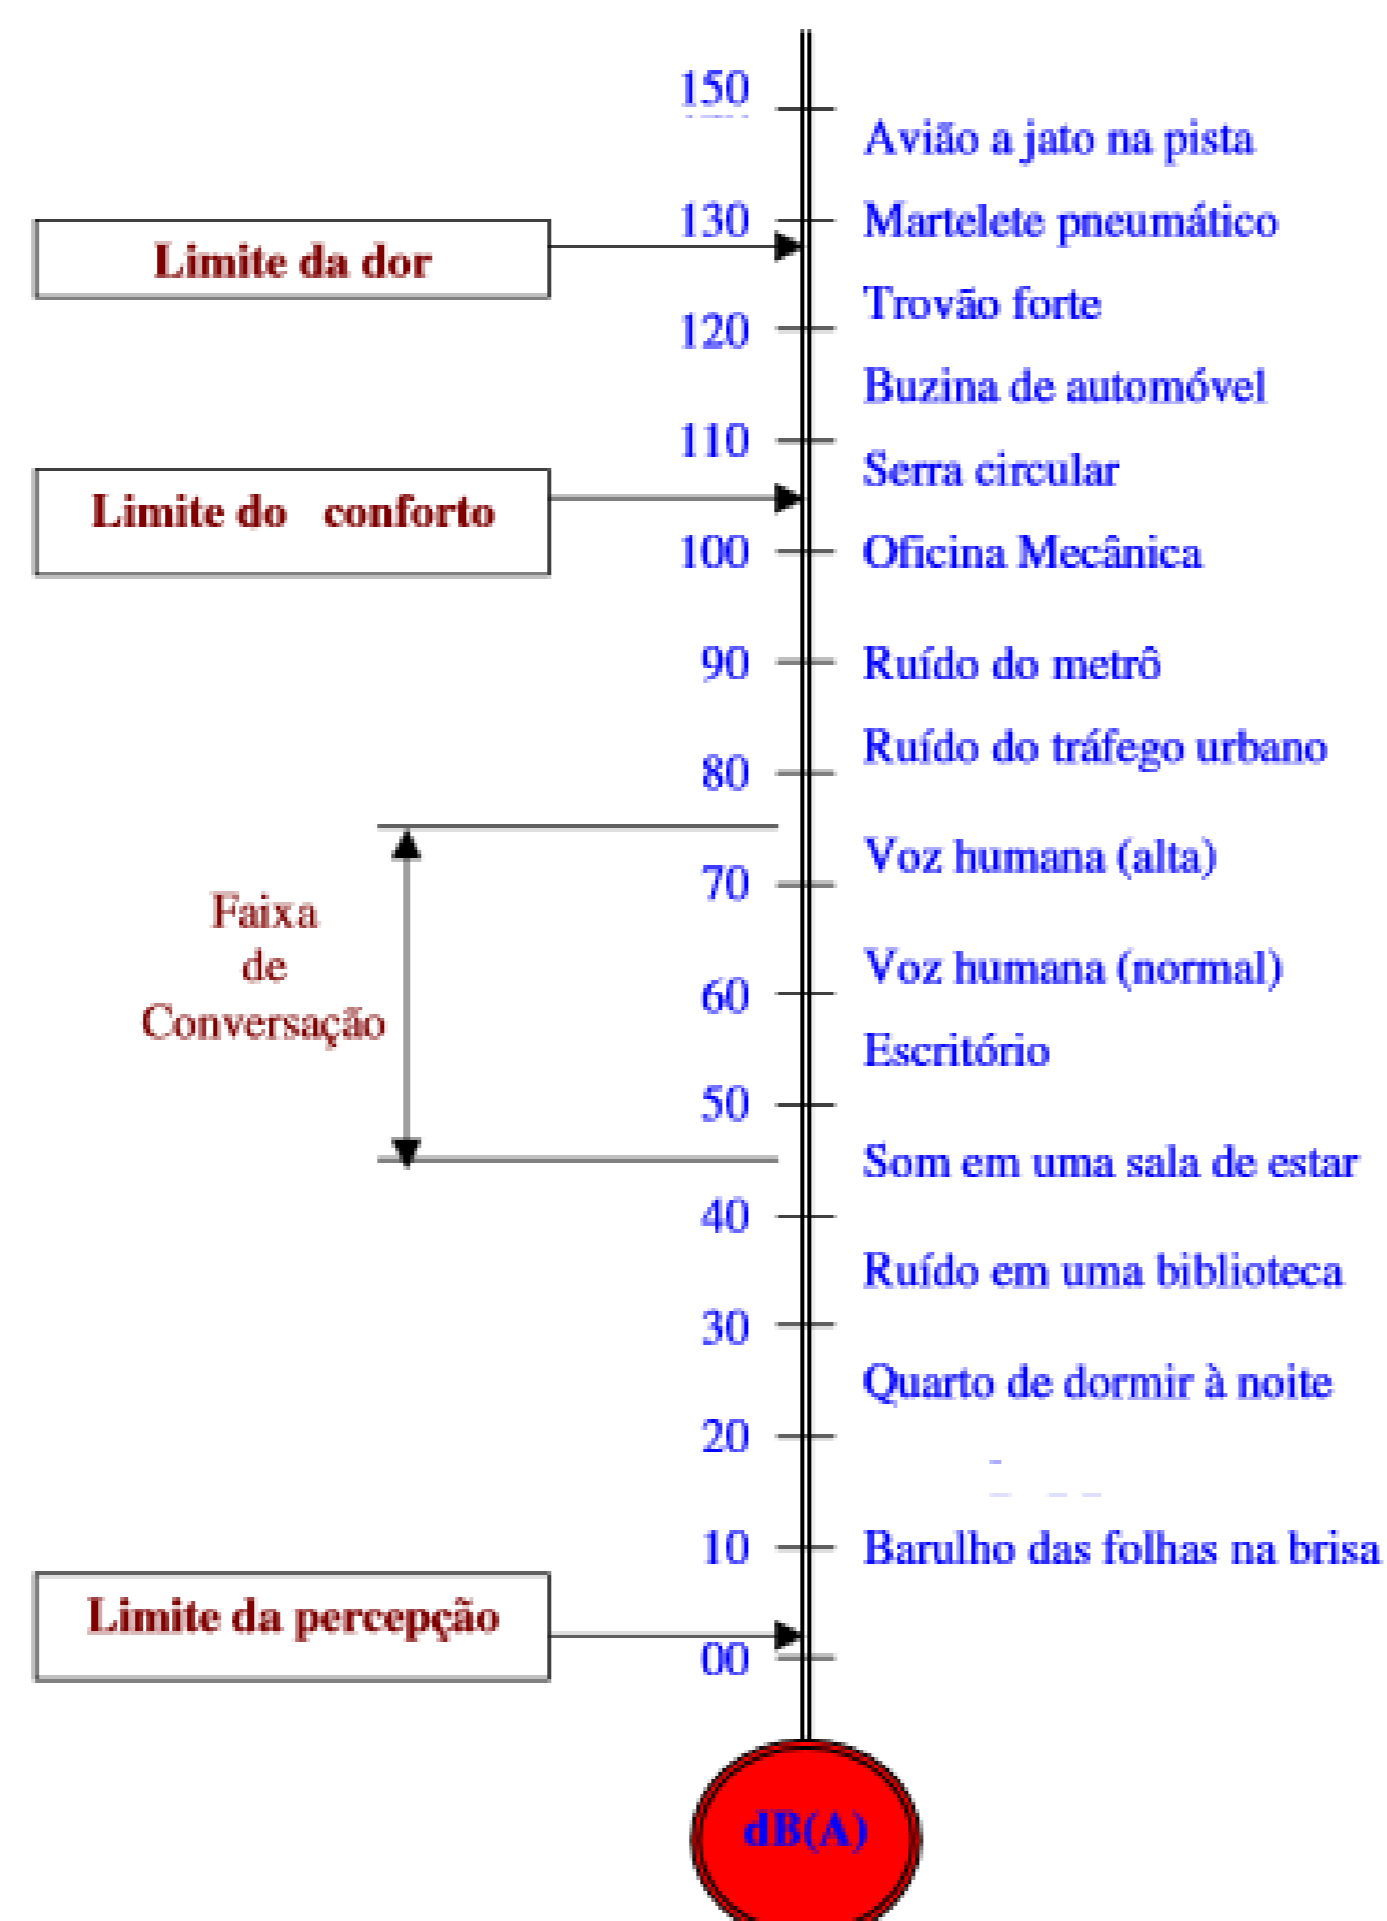 150
Avião a jato na pista
130
Martelete pneumático
Limite da dor
Trovão forte
120
Buzina de automóvel
110
Serra circular
Limite do conforto
100
Oficina Mecânica
90
Ruído do metrô
Ruído do tráfego urbano
80
Voz humana (alta)
70
Faixa
de
Conversação
Voz humana (normal)
60
Escritório
50
Som em uma sala de estar
40
Ruído em uma biblioteca
30
Quarto de dormir à noite
20
10
Barulho das folhas na brisa
Limite da percepção
00
dB(A)